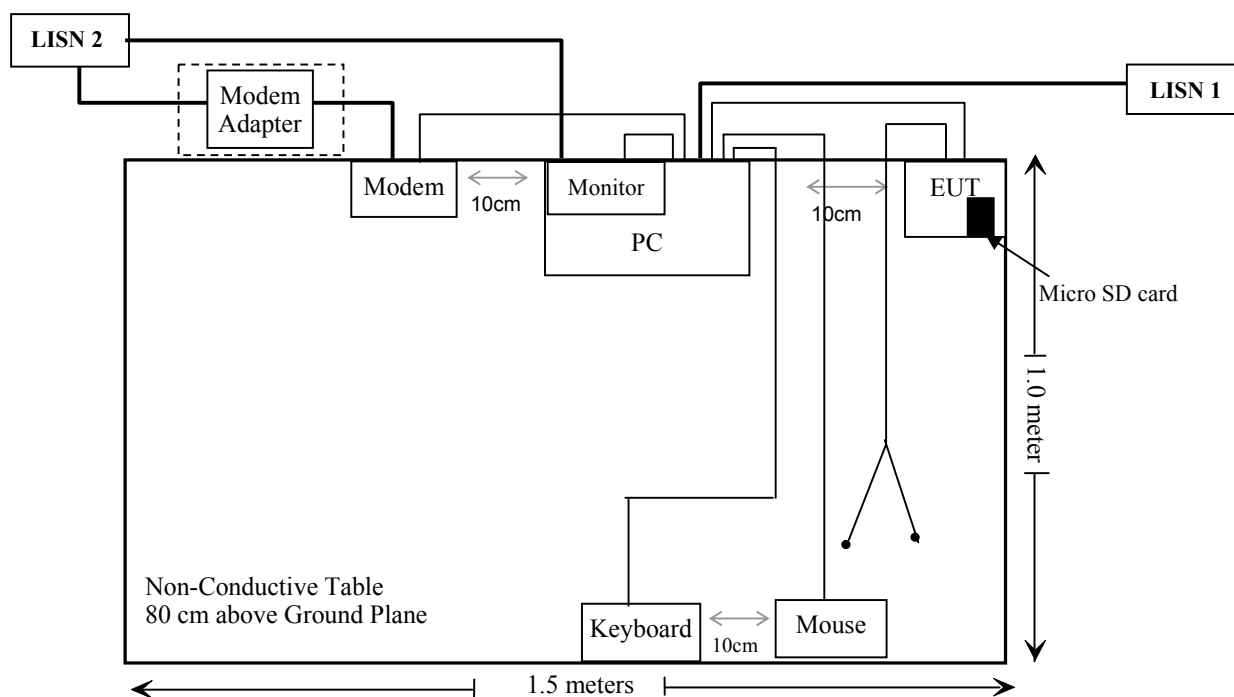 LISN 2
Modem
Adapter
LISN 1
Modem
10cm
Monitor
PC
10cm
EUT
Micro SD card
1.0 meter
Non-Conductive Table
80 cm above Ground Plane
Keyboard
10cm
Mouse
1.5 meters